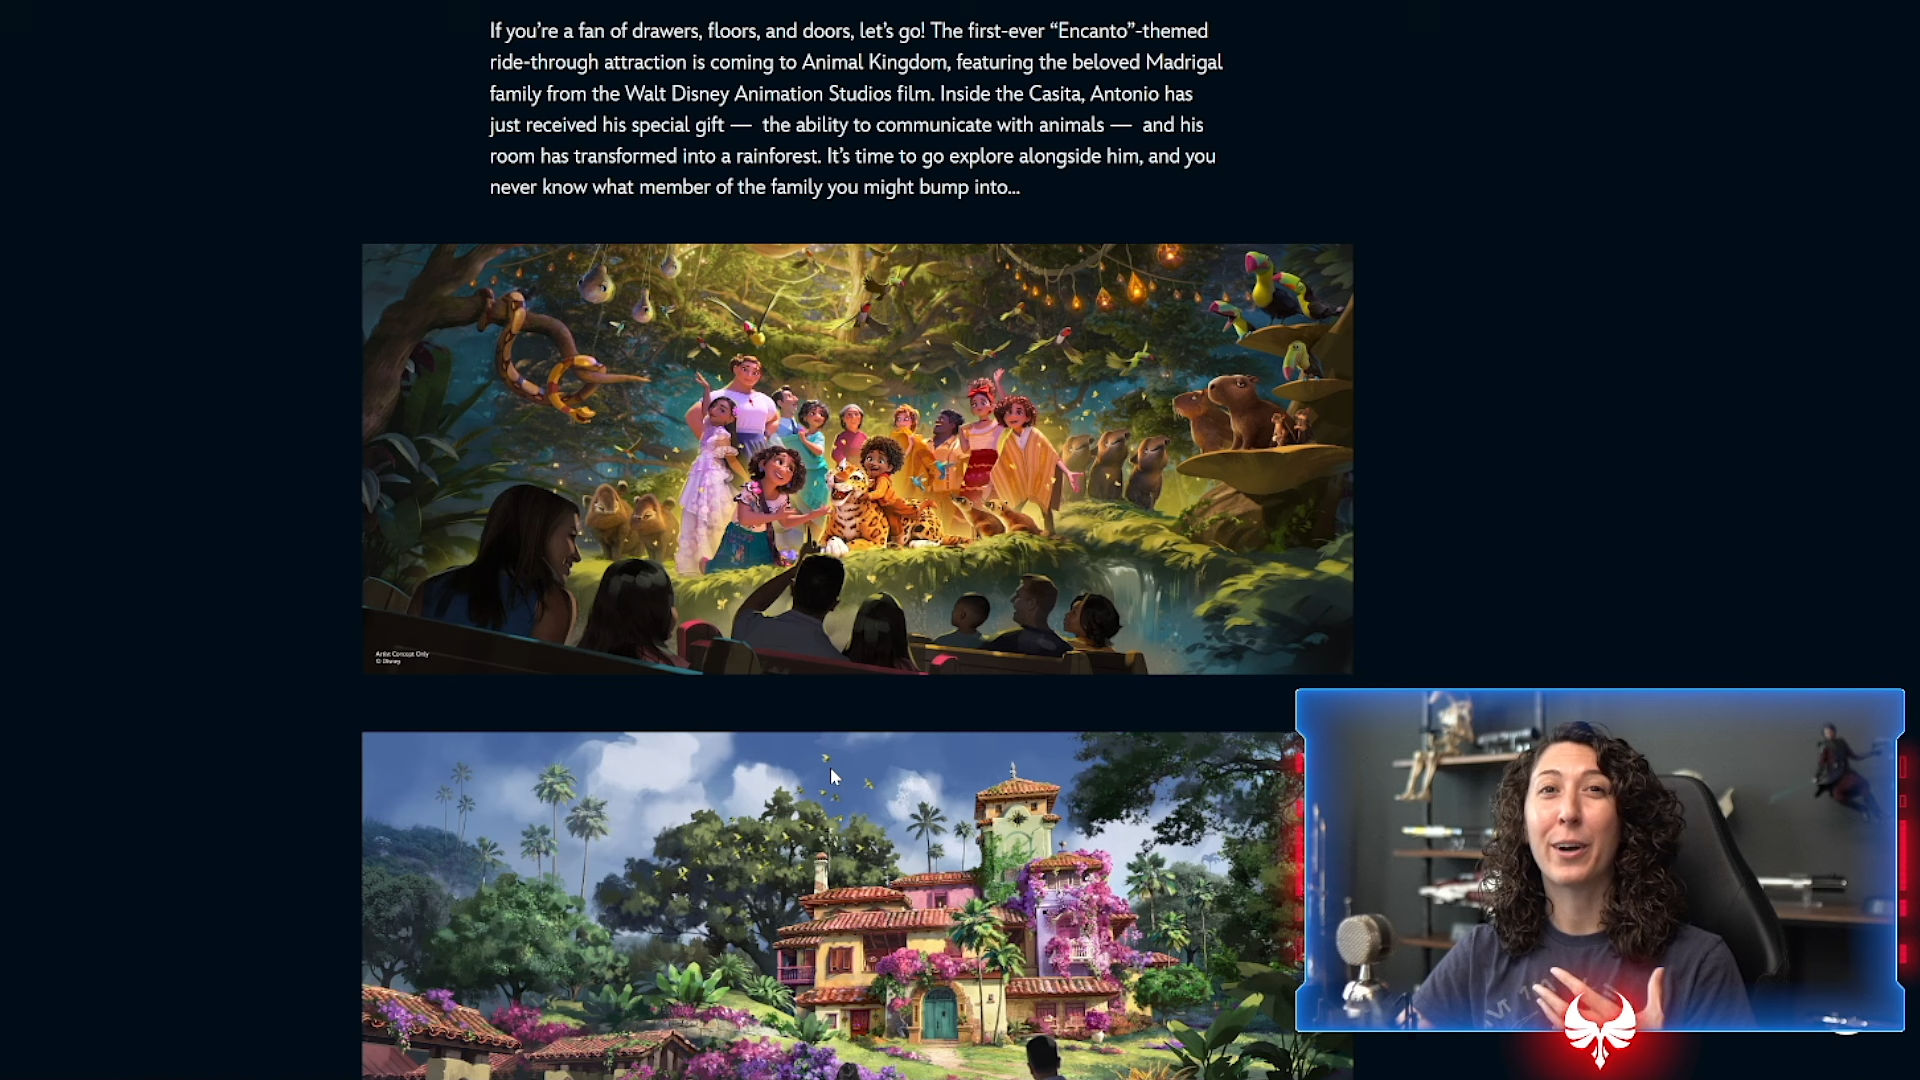 If you’re a fan of drawers, floors, and doors, let’s go! The first-ever “Encanto”-themed
ride-through attraction is coming to Animal Kingdom, featuring the beloved Madrigal
family from the Walt Disney Animation Studios film. Inside the Casita, Antonio has
just received his special gift — the ability to communicate with animals — and his
room has transformed into a rainforest. It’s time to go explore alongside him, and you
never know what member of the family you might bump into...
Artist Concept Only
© Disney